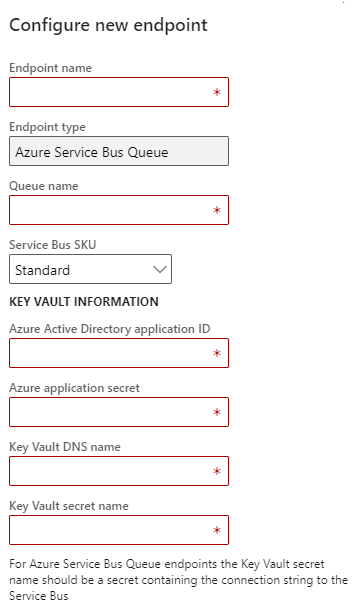 Configure new endpoint
Endpoint name
*
Endpoint type
Azure Service Bus Queue
Queue name
*
Service Bus SKU
Standard
KEY VAULT INFORMATION
Azure Active Directory application ID
*
Azure application secret
*
Key Vault DNS name
*
Key Vault secret name
*
For Azure Service Bus Queue endpoints the Key Vault secret
name should be a secret containing the connection string to the
Service Bus